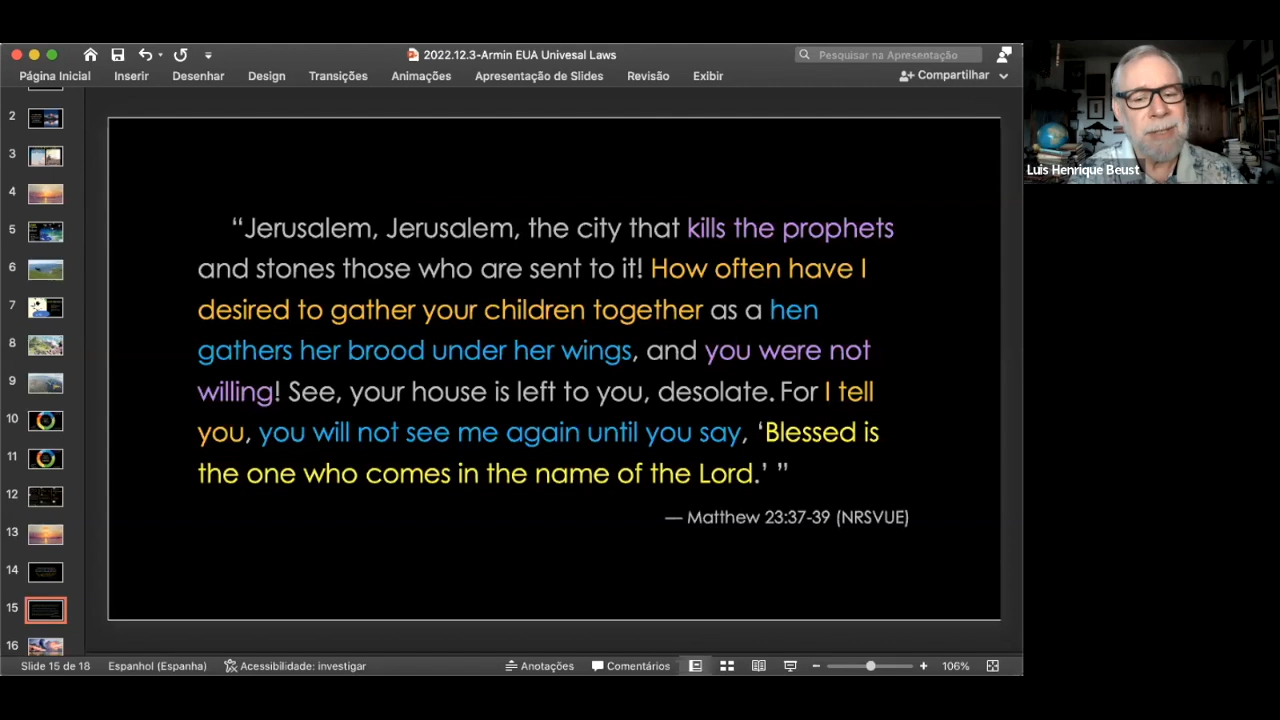 2022.12.3-Armin EUA Univesal Laws
Pesquisar na Apresentação
Página Inicial Inserir Desenhar Design Transições Animações Apresentação de Slides Revisão Exibir Compartilhar
2
3
4
5
6
7
8
9
10
11
12
13
14
15
16
“Jerusalem, Jerusalem, the city that kills the prophets
and stones those who are sent to it! How often have I
desired to gather your children together as a hen
gathers her brood under her wings, and you were not
willing! See, your house is left to you, desolate. For I tell
you, you will not see me again until you say, ‘Blessed is
the one who comes in the name of the Lord.’ ”
— Matthew 23:37-39 (NRSVUE)
Luis Henrique Beust
Slide 15 de 18 Espanhol (Espanha) Acessibilidade: investigar Anotações Comentários 106%